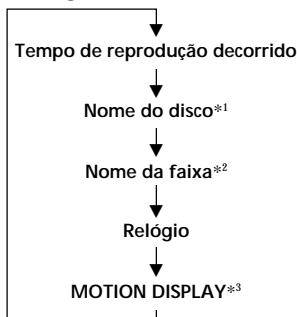 Tempo de reprodução decorrido
Nome do disco*1
Nome da faixa*2
Relógio
MOTION DISPLAY*3